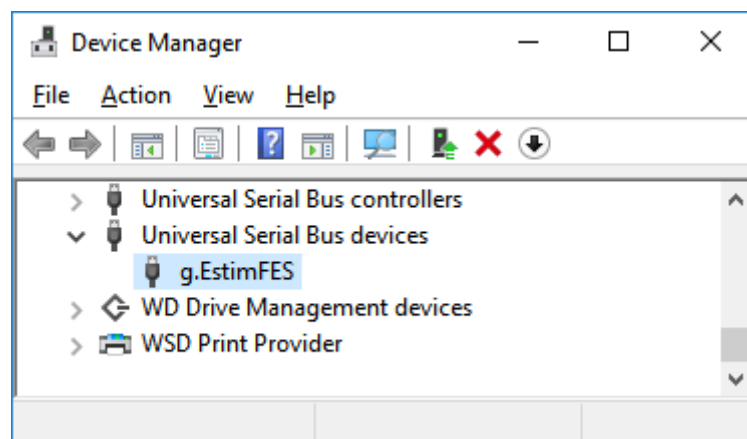 Device Manager
File Action View Help
Universal Serial Bus controllers
Universal Serial Bus devices
g.EstimFES
WD Drive Management devices
WSD Print Provider